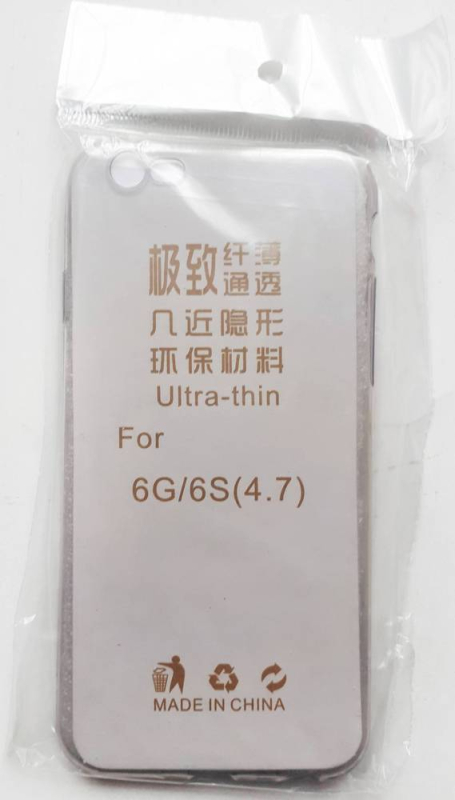 极致纤薄
通透
几近隐形
环保材料
Ultra-thin
For
6G/6S(4.7)
MADE IN CHINA